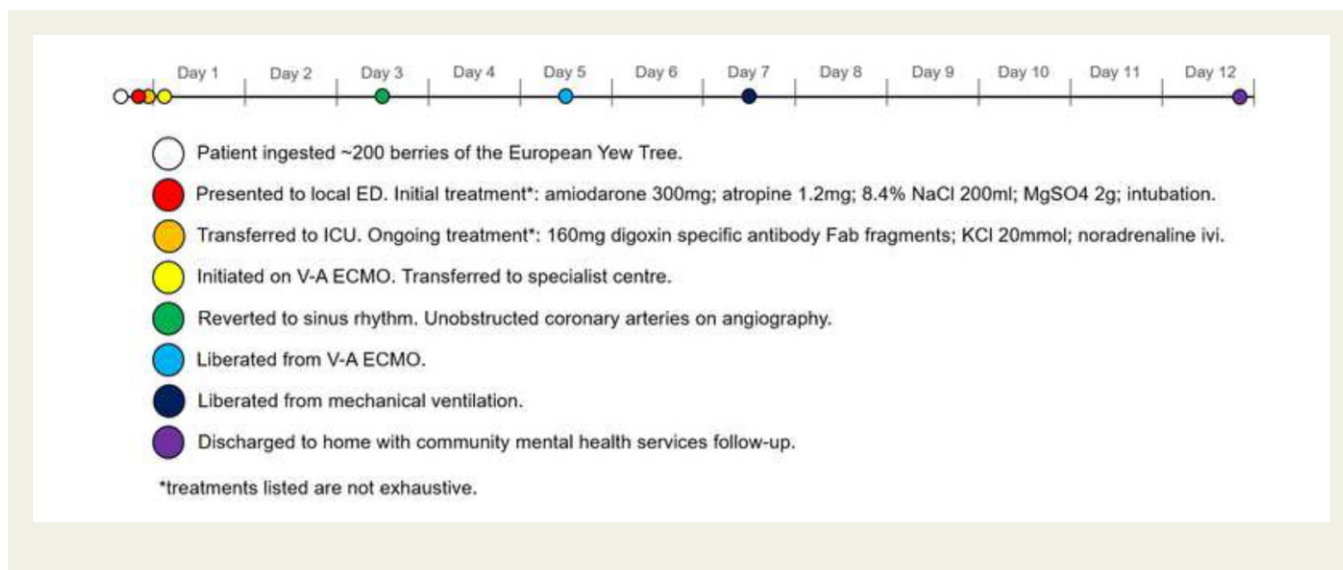 Day 1 Day 2 Day 3 Day 4 Day 5 Day 6 Day 7 Day 8 Day 9 Day 10 Day 11 Day 12
Patient ingested ~200 berries of the European Yew Tree.
Presented to local ED. Initial treatment*: amiodarone 300mg; atropine 1.2mg; 8.4% NaCl 200ml; MgSO4 2g; intubation.
Transferred to ICU. Ongoing treatment*: 160mg digoxin specific antibody Fab fragments; KCl 20mmol; noradrenaline ivi.
Initiated on V-A ECMO. Transferred to specialist centre.
Reverted to sinus rhythm. Unobstructed coronary arteries on angiography.
Liberated from V-A ECMO.
Liberated from mechanical ventilation.
Discharged to home with community mental health services follow-up.
*treatments listed are not exhaustive.